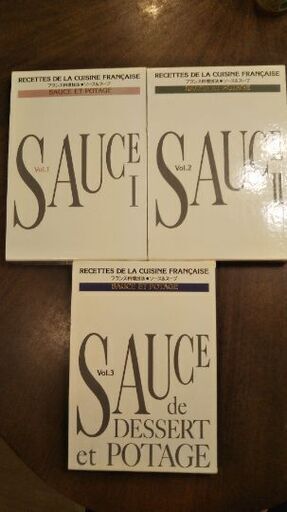 RECETTES DE LA CUISINE FRANÇAISE
フランス料理技法●ソース&スープ
SAUCE ET POTAGE
Vol.1
SAUCE
I
RECETTES DE LA CUISINE FRANÇAISE
フランス料理技法●ソース&スープ
SAUCE ET POTAGE
Vol.2
SAUCE
II
RECETTES DE LA CUISINE FRANÇAISE
フランス料理技法●ソース&スープ
SAUCE ET POTAGE
Vol.3
SAUCE
de
DESSERT
et POTAGE